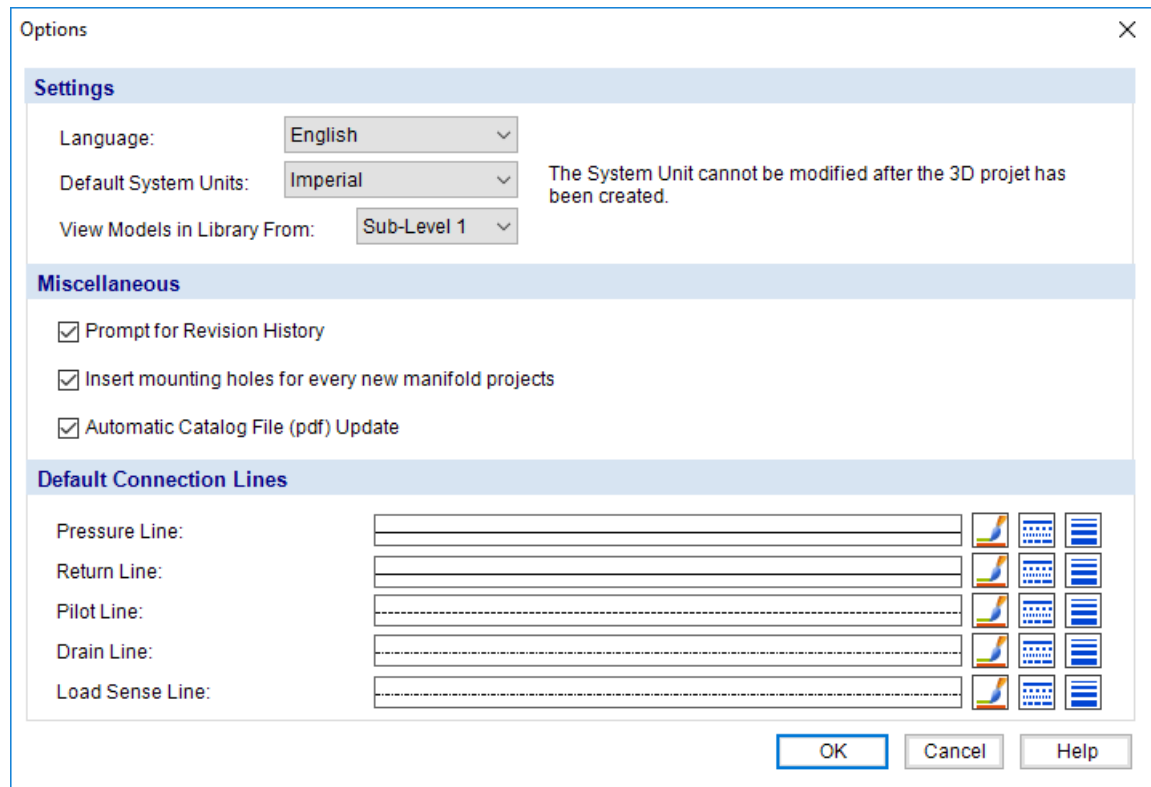 Options
Settings
Language:
English
Default System Units:
Imperial
The System Unit cannot be modified after the 3D projet has
been created.
View Models in Library From:
Sub-Level 1
Miscellaneous
Prompt for Revision History
Insert mounting holes for every new manifold projects
Automatic Catalog File (pdf) Update
Default Connection Lines
Pressure Line:
Return Line:
Pilot Line:
Drain Line:
Load Sense Line:
OK
Cancel
Help